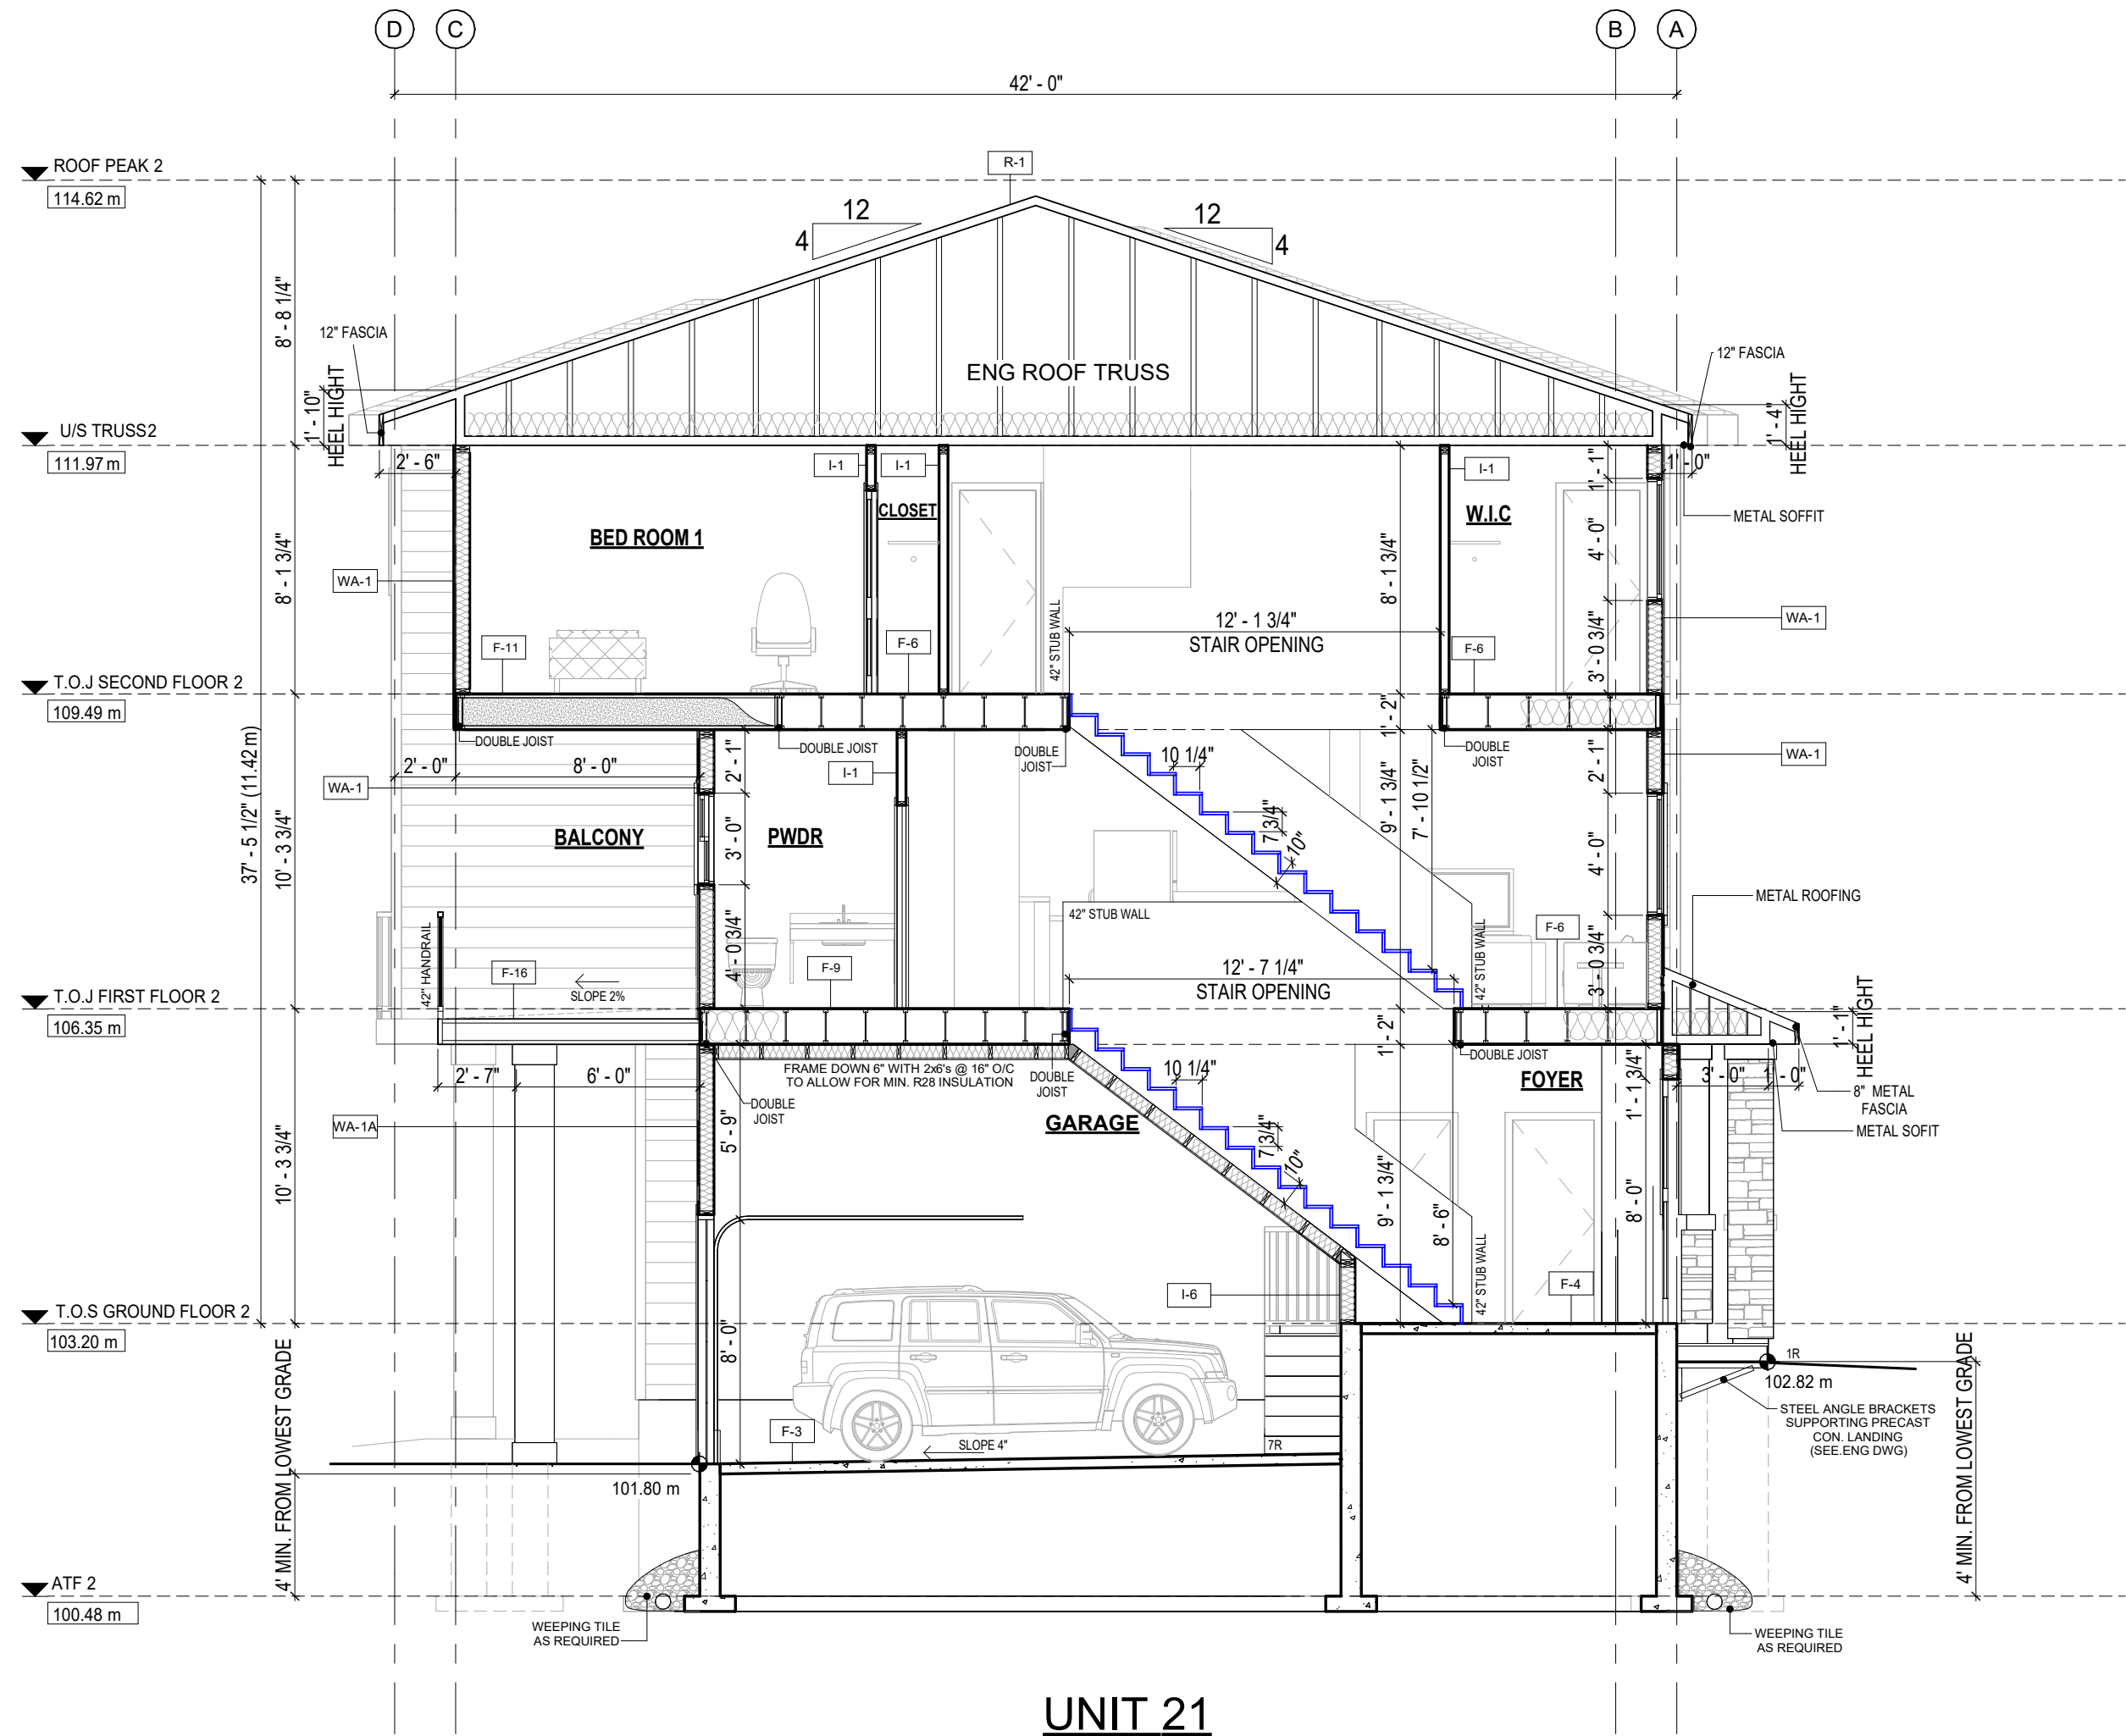 D
C
B
A
42' - 0"
ROOF PEAK 2
114.62 m
R-1
12
4
12
4
8' - 8 1/4"
12" FASCIA
12" FASCIA
ENG ROOF TRUSS
1' - 10"
HEEL HIGHT
1' - 4"
HEEL HIGHT
U/S TRUSS2
111.97 m
2' - 6"
I-1
I-1
I-1
1' - 1"
1' - 0"
CLOSET
W.I.C
METAL SOFFIT
BED ROOM 1
8' - 1 3/4"
8' - 1 3/4"
4' - 0"
WA-1
WA-1
42" STUB WALL
12' - 1 3/4"
STAIR OPENING
3' - 0 3/4"
F-11
F-6
F-6
T.O.J SECOND FLOOR 2
109.49 m
1' - 2"
DOUBLE JOIST
DOUBLE JOIST
DOUBLE
JOIST
DOUBLE
JOIST
WA-1
2' - 0"
8' - 0"
2' - 1"
I-1
10 1/4"
2' - 1"
WA-1
37' - 5 1/2" (11.42 m)
10' - 3 3/4"
BALCONY
3' - 0"
PWDR
7 3/4"
10"
9' - 1 3/4"
7' - 10 1/2"
4' - 0"
METAL ROOFING
42" STUB WALL
42" STUB WALL
F-6
42" HANDRAIL
F-16
SLOPE 2%
4' - 0 3/4"
F-9
12' - 7 1/4"
STAIR OPENING
3' - 0 3/4"
T.O.J FIRST FLOOR 2
106.35 m
1' - 2"
1' - 1"
HEEL HIGHT
DOUBLE JOIST
2' - 7"
6' - 0"
FRAME DOWN 6" WITH 2x6's @ 16" O/C
TO ALLOW FOR MIN. R28 INSULATION
DOUBLE
JOIST
10 1/4"
FOYER
1' - 1 3/4"
3' - 0"
1' - 0"
8" METAL
FASCIA
METAL SOFIT
DOUBLE
JOIST
WA-1A
GARAGE
5' - 9"
7 3/4"
10"
10' - 3 3/4"
9' - 1 3/4"
8' - 6"
8' - 0"
42" STUB WALL
I-6
F-4
T.O.S GROUND FLOOR 2
103.20 m
8' - 0"
4' MIN. FROM LOWEST GRADE
1R
102.82 m
STEEL ANGLE BRACKETS
SUPPORTING PRECAST
CON. LANDING
(SEE.ENG DWG)
4' MIN. FROM LOWEST GRADE
F-3
SLOPE 4"
7R
101.80 m
ATF 2
100.48 m
WEEPING TILE
AS REQUIRED
WEEPING TILE
AS REQUIRED
UNIT 21